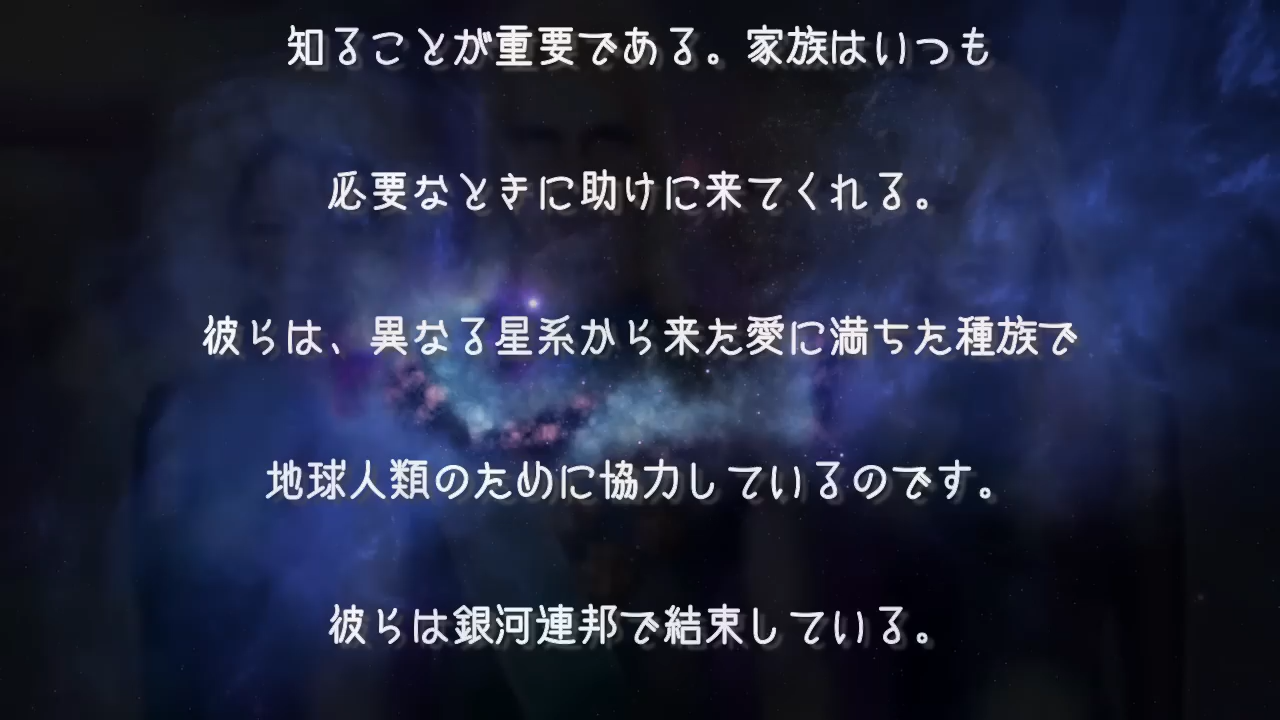 知ることが重要である。家族はいつも
必要なときに助けに来てくれる。
彼らは、異なる星系から来た愛に満ちた種族で
地球人類のために協力しているのです。
彼らは銀河連邦で結束している。